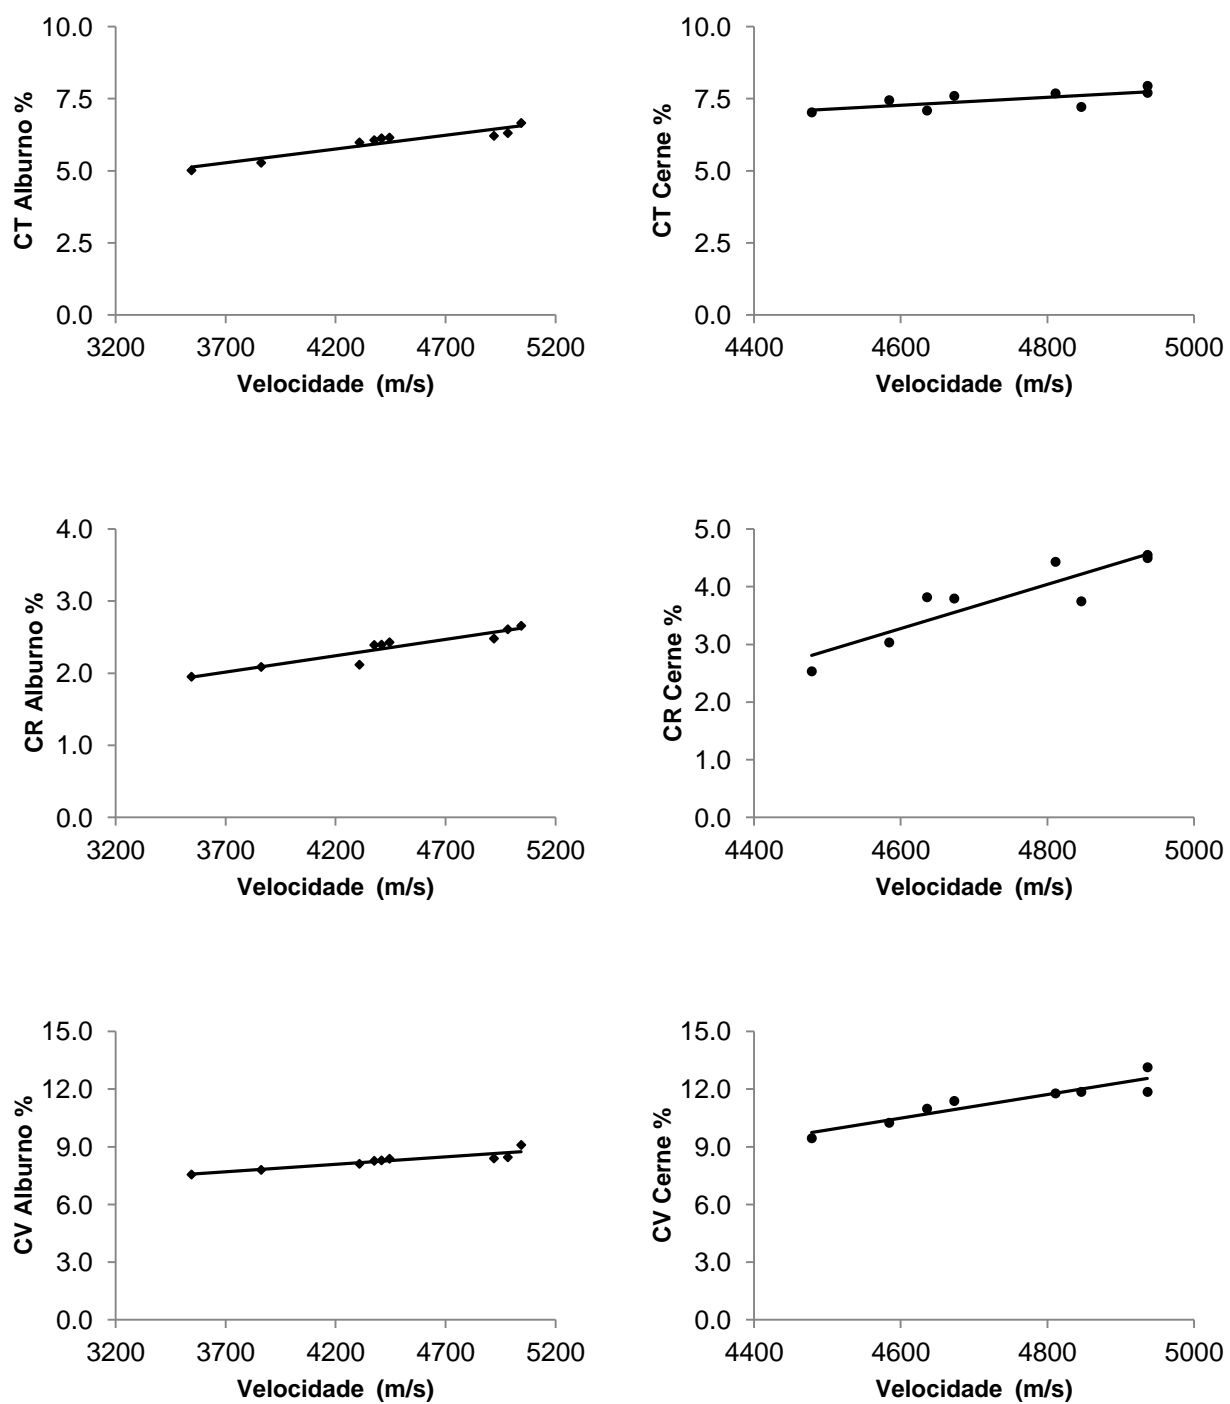 CT Alburno %
10.0
7.5
5.0
2.5
0.0
3200 3700 4200 4700 5200
Velocidade (m/s)
CT Cerne %
10.0
7.5
5.0
2.5
0.0
4400 4600 4800 5000
Velocidade (m/s)
CR Alburno %
4.0
3.0
2.0
1.0
0.0
3200 3700 4200 4700 5200
Velocidade (m/s)
CR Cerne %
5.0
4.0
3.0
2.0
1.0
0.0
4400 4600 4800 5000
Velocidade (m/s)
CV Alburno %
15.0
12.0
9.0
6.0
3.0
0.0
3200 3700 4200 4700 5200
Velocidade (m/s)
CV Cerne %
15.0
12.0
9.0
6.0
3.0
0.0
4400 4600 4800 5000
Velocidade (m/s)